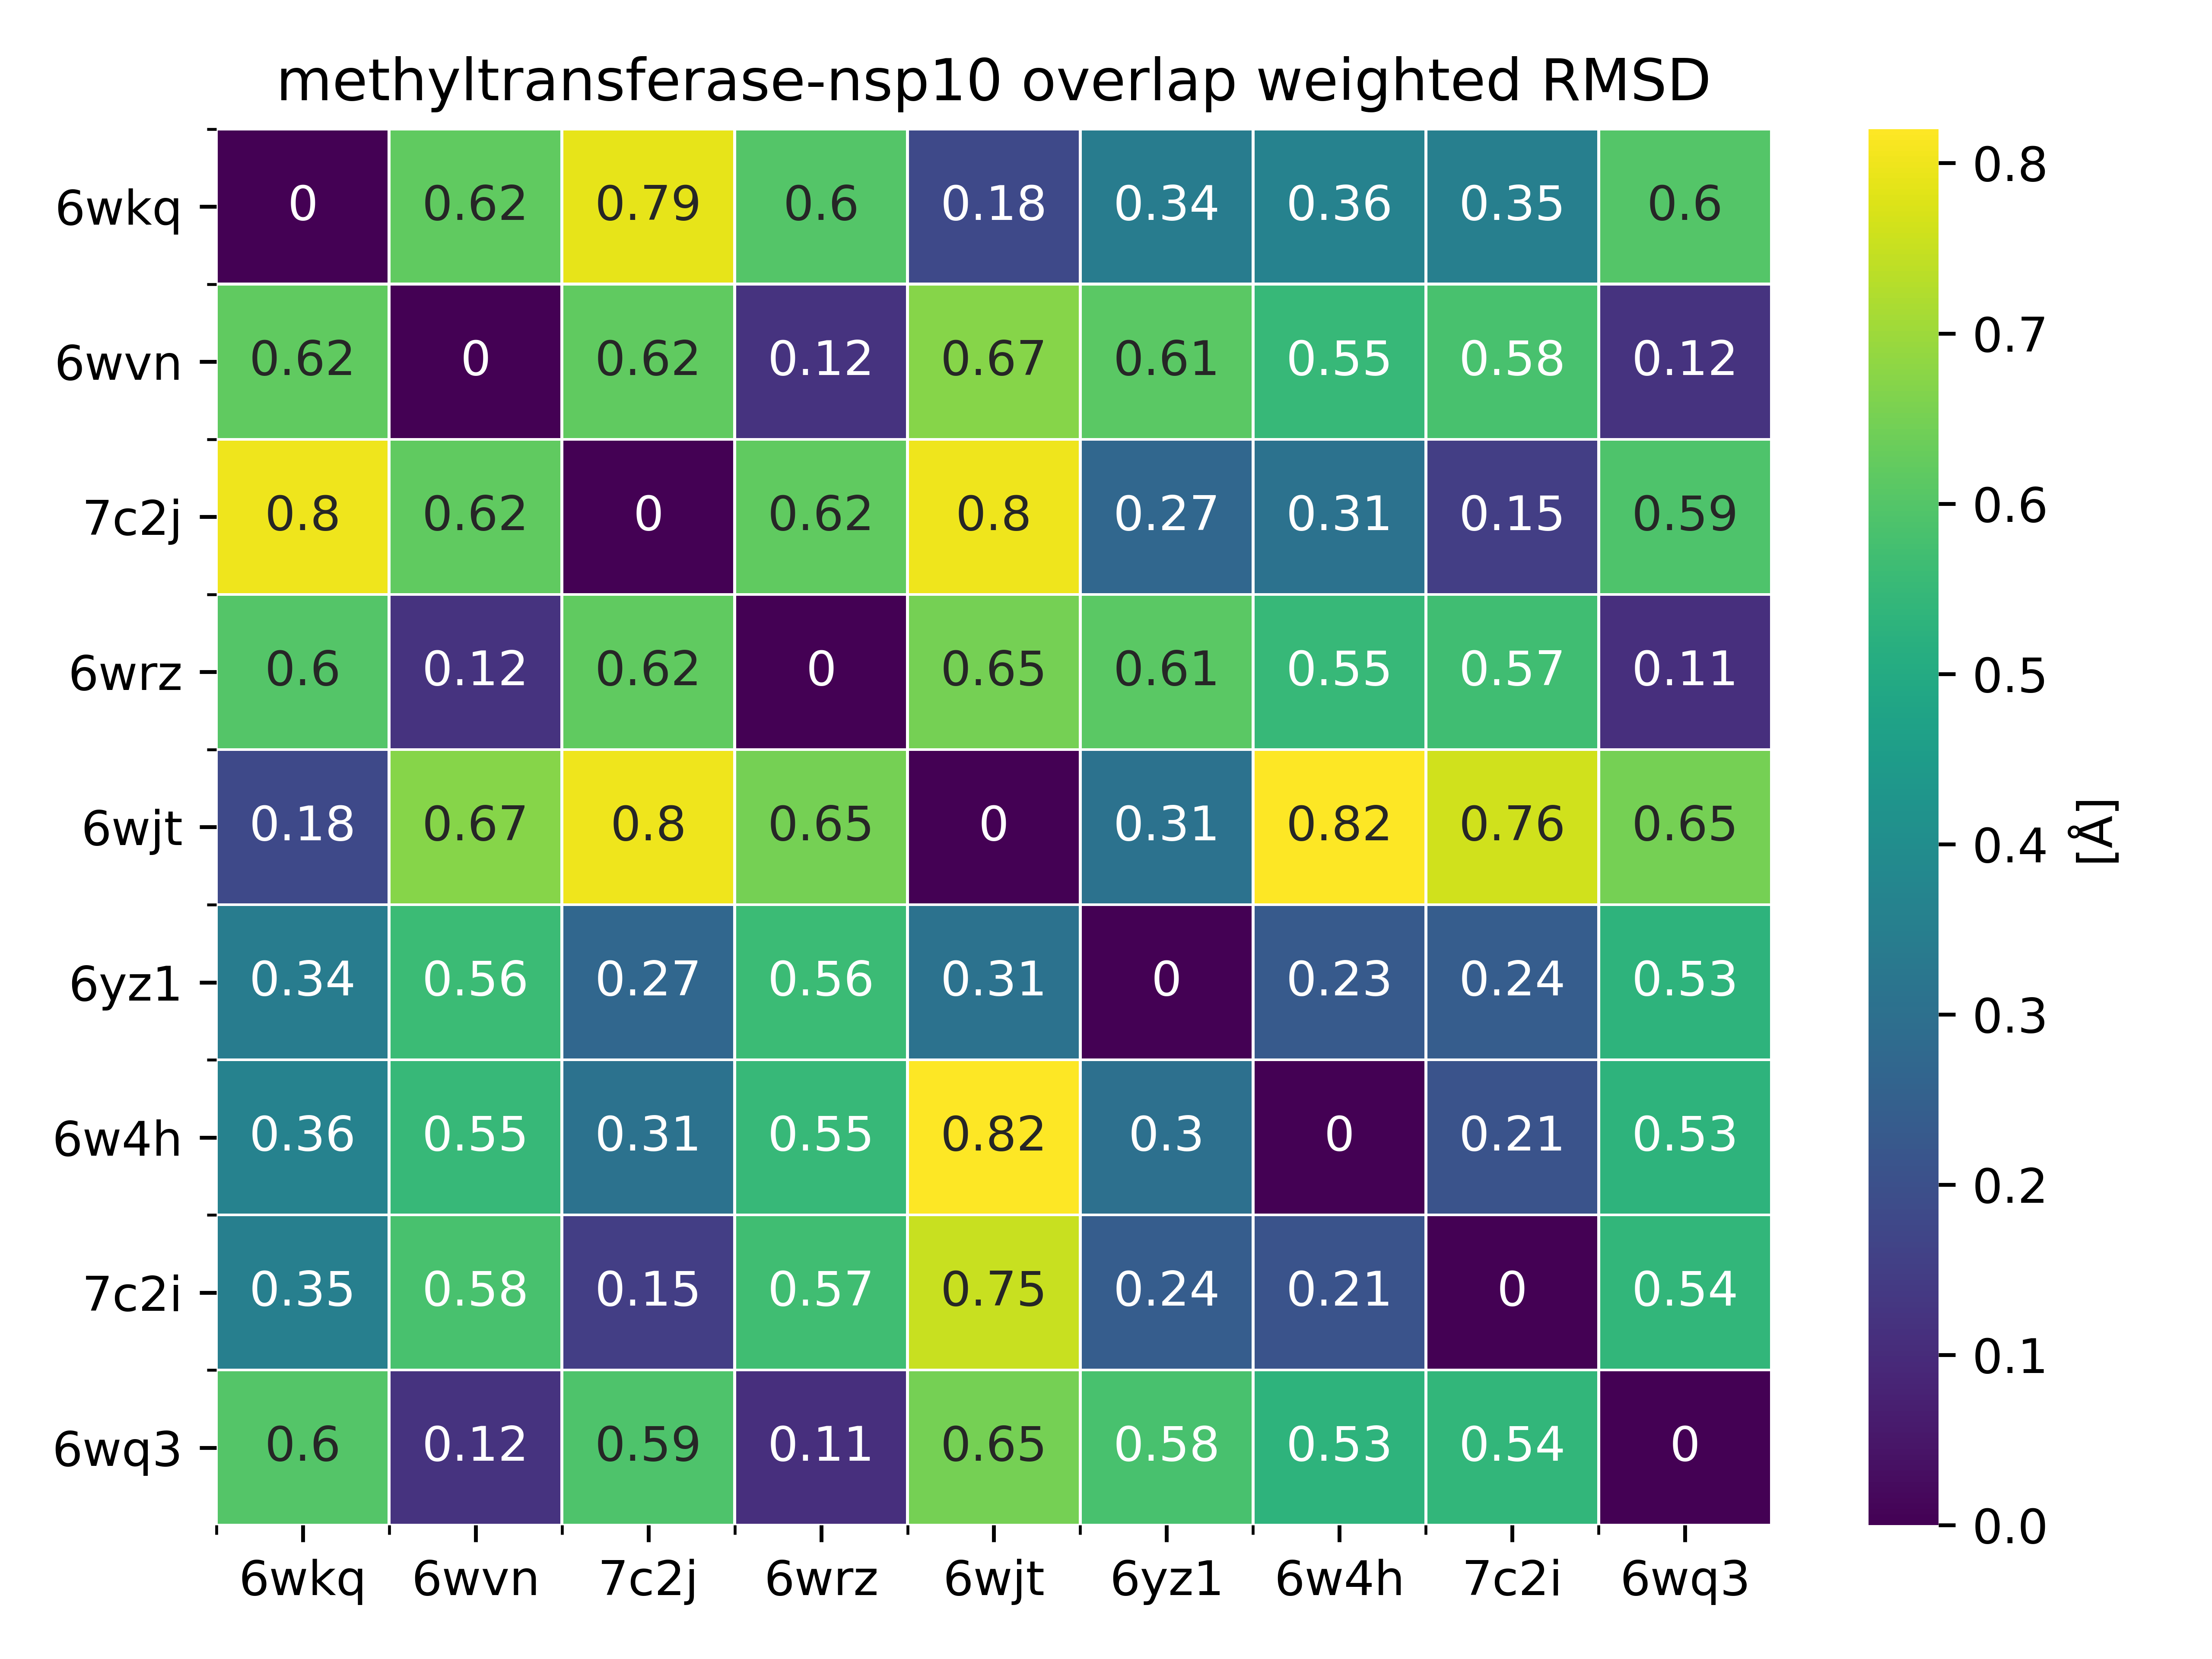 methyltransferase-nsp10 overlap weighted RMSD
6wkq 0 0.62 0.79 0.6 0.18 0.34 0.36 0.35 0.6
6wvn 0.62 0 0.62 0.12 0.67 0.61 0.55 0.58 0.12
7c2j 0.8 0.62 0 0.62 0.8 0.27 0.31 0.15 0.59
6wrz 0.6 0.12 0.62 0 0.65 0.61 0.55 0.57 0.11
6wjt 0.18 0.67 0.8 0.65 0 0.31 0.82 0.76 0.65
6yz1 0.34 0.56 0.27 0.56 0.31 0 0.23 0.24 0.53
6w4h 0.36 0.55 0.31 0.55 0.82 0.3 0 0.21 0.53
7c2i 0.35 0.58 0.15 0.57 0.75 0.24 0.21 0 0.54
6wq3 0.6 0.12 0.59 0.11 0.65 0.58 0.53 0.54 0
6wkq 6wvn 7c2j 6wrz 6wjt 6yz1 6w4h 7c2i 6wq3
0.8
0.7
0.6
0.5
0.4
0.3
0.2
0.1
0.0
[Å]